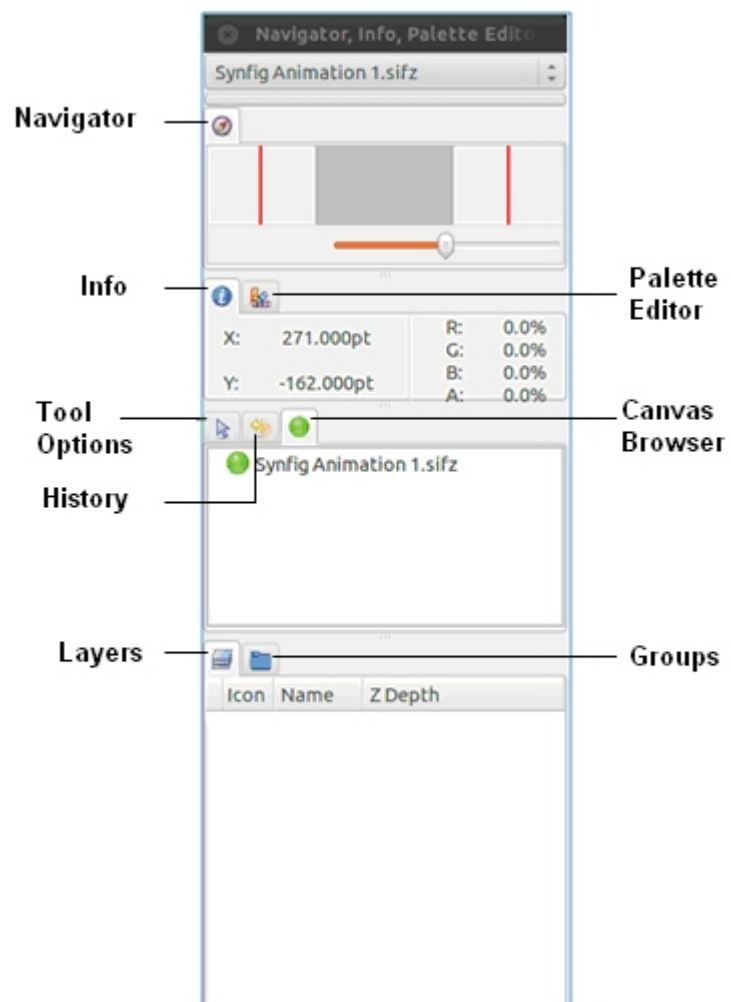 Navigator, Info, Palette Edito
Synfig Animation 1.sifz
Navigator
Info
Palette
Editor
X: 271.000pt
R: 0.0%
G: 0.0%
Y: -162.000pt
B: 0.0%
A: 0.0%
Tool
Options
Canvas
Browser
Synfig Animation 1.sifz
History
Layers
Groups
Icon Name Z Depth